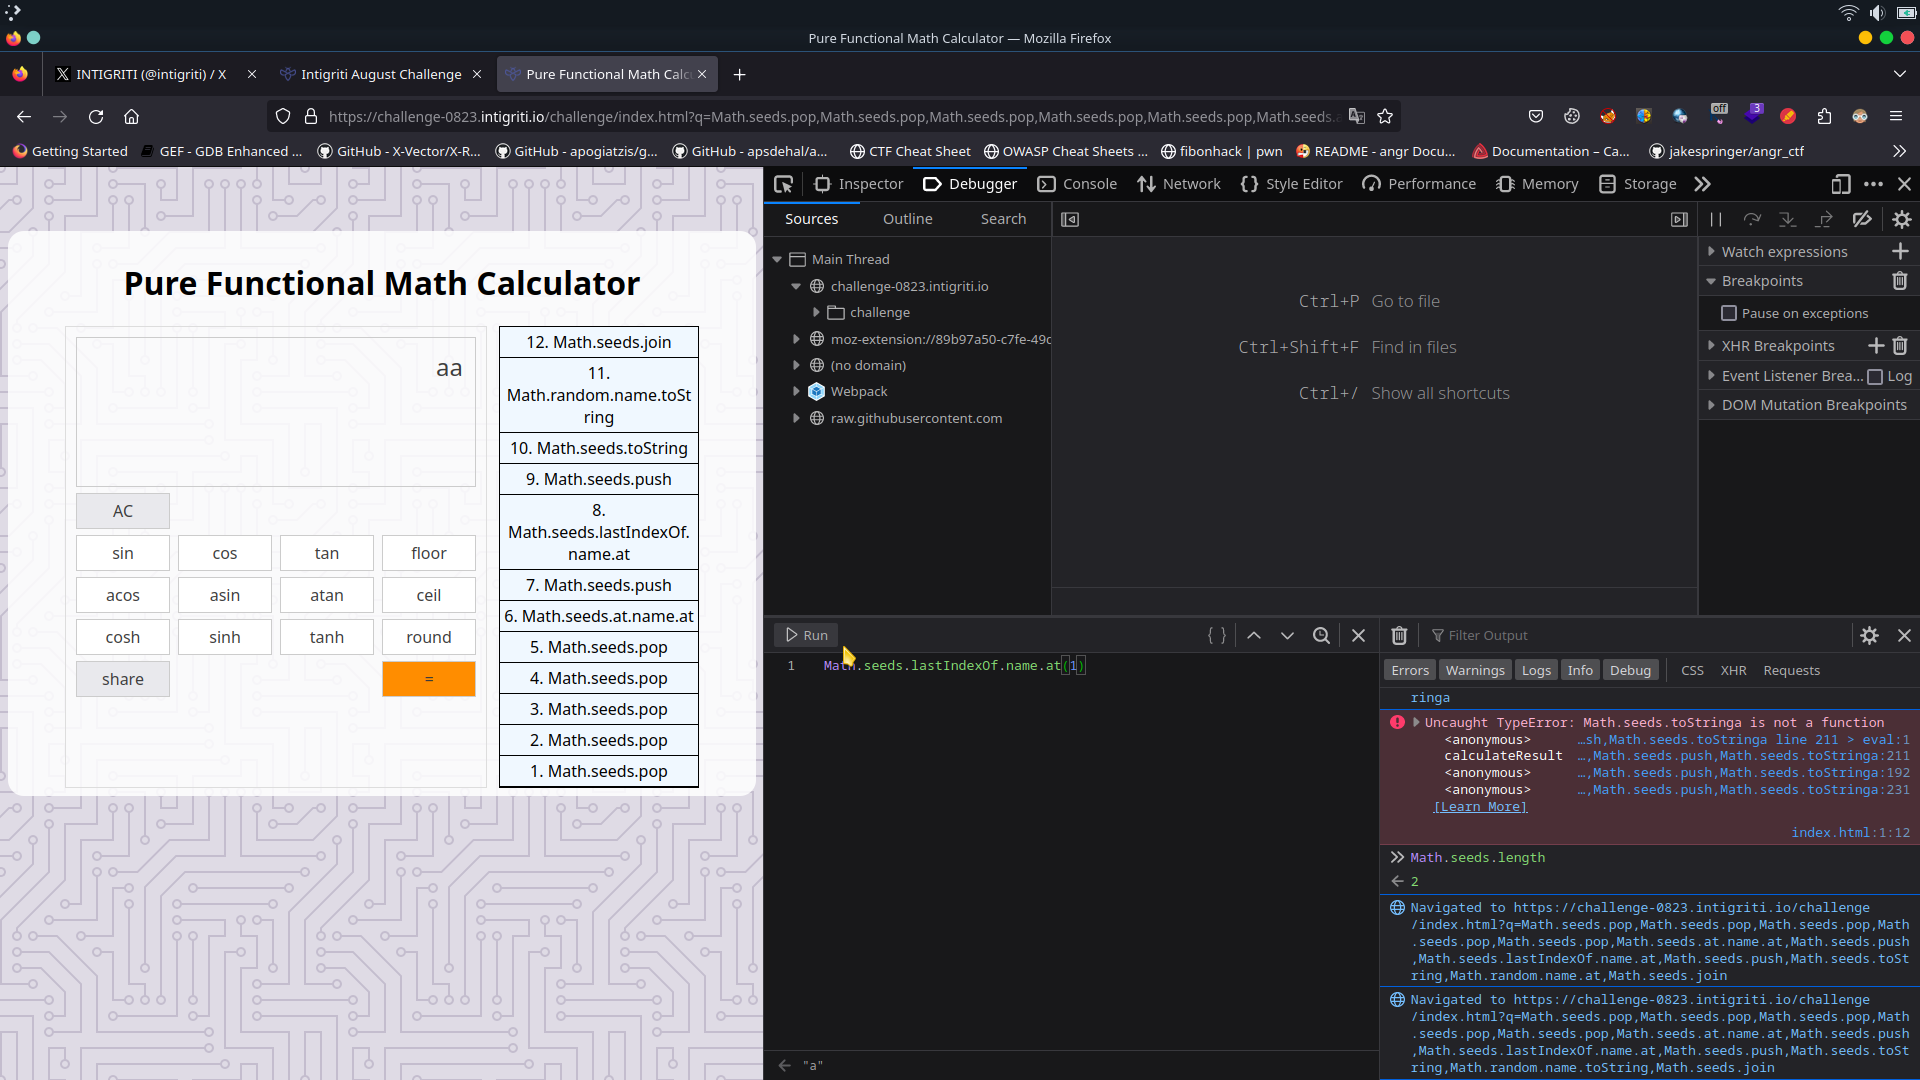 Pure Functional Math Calculator — Mozilla Firefox
INTIGRITI (@intigriti) / X
Intigriti August Challenge
Pure Functional Math Calc
https://challenge-0823.intigriti.io/challenge/index.html?q=Math.seeds.pop,Math.seeds.pop,Math.seeds.pop,Math.seeds.pop,Math.seeds.pop,Math.seeds.
off
3
Getting Started
GEF - GDB Enhanced ...
GitHub - X-Vector/X-R...
GitHub - apogiatzis/g...
GitHub - apsdehal/a...
CTF Cheat Sheet
OWASP Cheat Sheets ...
fibonhack | pwn
README - angr Docu...
Documentation – Ca...
jakespringer/angr_ctf
Pure Functional Math Calculator
aa
AC
sin
cos
tan
floor
acos
asin
atan
ceil
cosh
sinh
tanh
round
share
=
12. Math.seeds.join
11.
Math.random.name.toSt
ring
10. Math.seeds.toString
9. Math.seeds.push
8.
Math.seeds.lastIndexOf.
name.at
7. Math.seeds.push
6. Math.seeds.at.name.at
5. Math.seeds.pop
4. Math.seeds.pop
3. Math.seeds.pop
2. Math.seeds.pop
1. Math.seeds.pop
Inspector
Debugger
Console
Network
Style Editor
Performance
Memory
Storage
Sources
Outline
Search
Main Thread
challenge-0823.intigriti.io
challenge
moz-extension://89b97a50-c7fe-49c
(no domain)
Webpack
raw.githubusercontent.com
Ctrl+P Go to file
Ctrl+Shift+F Find in files
Ctrl+/ Show all shortcuts
Watch expressions
Breakpoints
Pause on exceptions
XHR Breakpoints
Event Listener Brea...
Log
DOM Mutation Breakpoints
Run
{ }
1 Math.seeds.lastIndexOf.name.at(1)
"a"
Filter Output
Errors
Warnings
Logs
Info
Debug
CSS
XHR
Requests
ringa
Uncaught TypeError: Math.seeds.toStringa is not a function
<anonymous> …sh,Math.seeds.toStringa line 211 > eval:1
calculateResult …,Math.seeds.push,Math.seeds.toStringa:211
<anonymous> …,Math.seeds.push,Math.seeds.toStringa:192
<anonymous> …,Math.seeds.push,Math.seeds.toStringa:231
[Learn More]
index.html:1:12
Math.seeds.length
2
Navigated to https://challenge-0823.intigriti.io/challenge
/index.html?q=Math.seeds.pop,Math.seeds.pop,Math.seeds.pop,Math
.seeds.pop,Math.seeds.pop,Math.seeds.at.name.at,Math.seeds.push
,Math.seeds.lastIndexOf.name.at,Math.seeds.push,Math.seeds.toSt
ring,Math.random.name.at,Math.seeds.join
Navigated to https://challenge-0823.intigriti.io/challenge
/index.html?q=Math.seeds.pop,Math.seeds.pop,Math.seeds.pop,Math
.seeds.pop,Math.seeds.pop,Math.seeds.at.name.at,Math.seeds.push
,Math.seeds.lastIndexOf.name.at,Math.seeds.push,Math.seeds.toSt
ring,Math.random.name.toString,Math.seeds.join